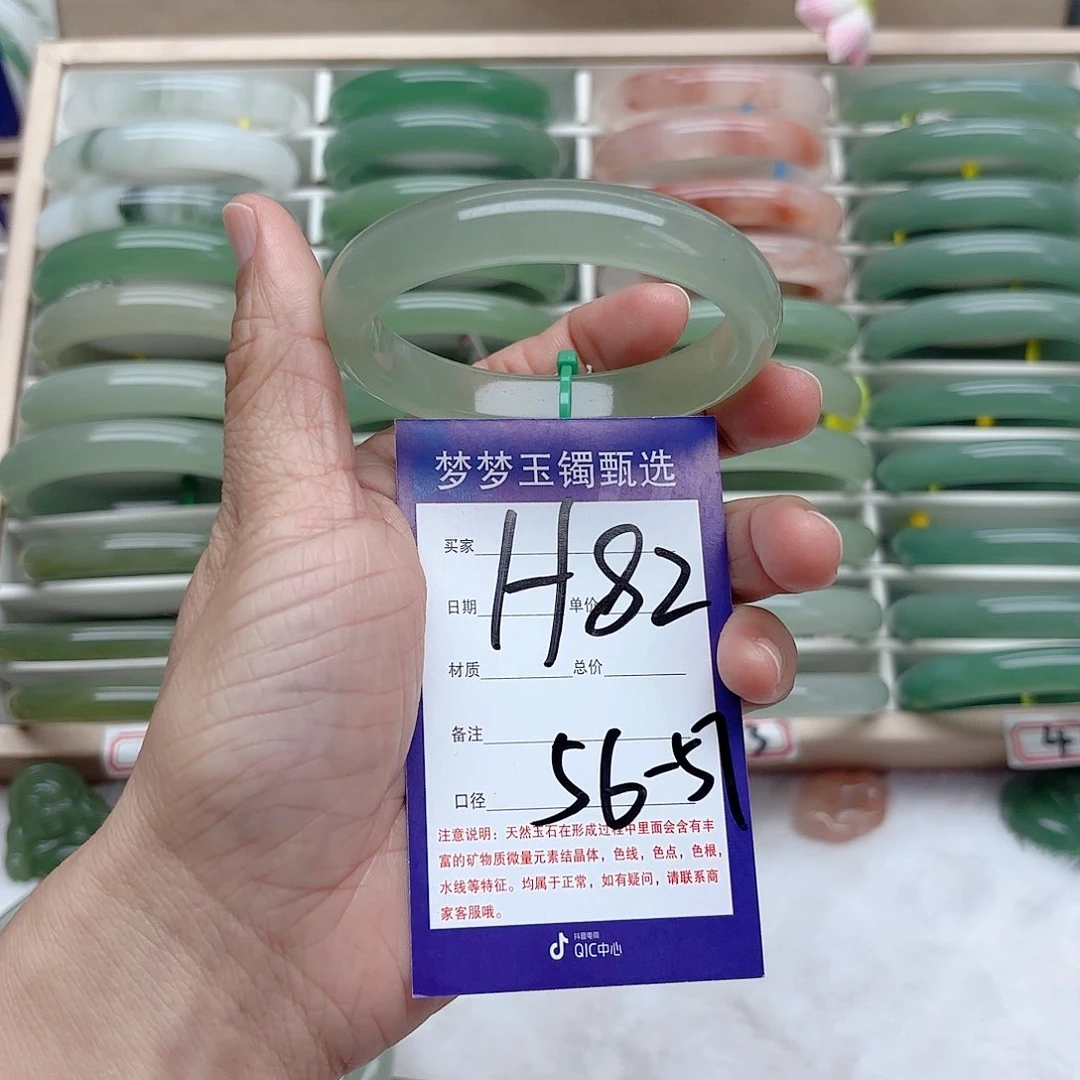 梦梦玉镯甄选
买家
H82
日期 单价
材质 总价
备注
口径 56-57
注意说明：天然玉石在形成过程中里面会含有丰
富的矿物质微量元素结晶体，色线，色点，色根，
水线等特征。均属于正常，如有疑问，请联系商
家客服哦。
抖音电商
QIC中心
3
4